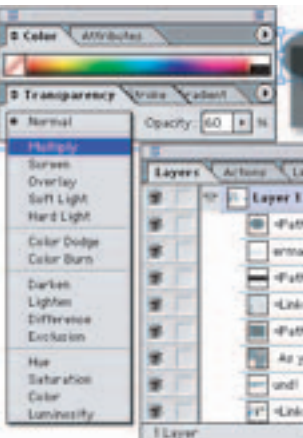 Color Attributes
Transparency Stroke Gradient
Normal Opacity: 60 %
Multiply
Screen
Overlay
Soft Light
Hard Light
Color Dodge
Color Burn
Darken
Lighten
Difference
Exclusion
Hue
Saturation
Color
Luminosity
Layers Actions
Layer 1
<Path
<Path
<Link
<Path
As y
und!
<Link
1 Layer